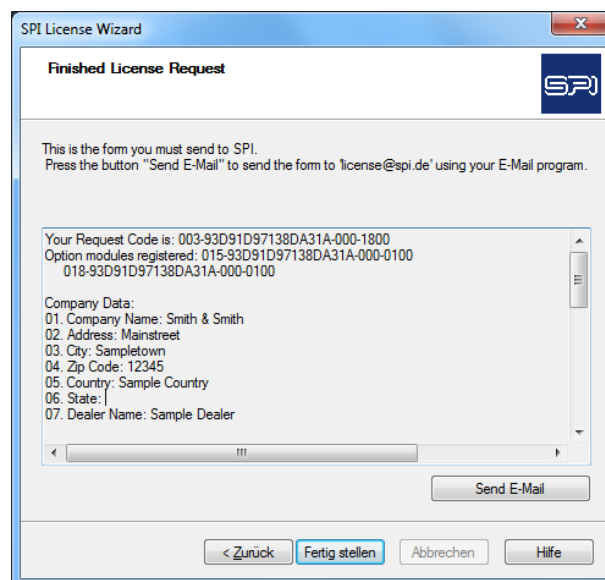 SPI License Wizard
Finished License Request
SPI
This is the form you must send to SPI.
Press the button "Send E-Mail" to send the form to 'license@spi.de' using your E-Mail program.
Your Request Code is: 003-93D91D97138DA31A-000-1800
Option modules registered: 015-93D91D97138DA31A-000-0100
018-93D91D97138DA31A-000-0100
Company Data:
01. Company Name: Smith & Smith
02. Address: Mainstreet
03. City: Sampletown
04. Zip Code: 12345
05. Country: Sample Country
06. State:
07. Dealer Name: Sample Dealer
Send E-Mail
< Zurück Fertig stellen Abbrechen Hilfe